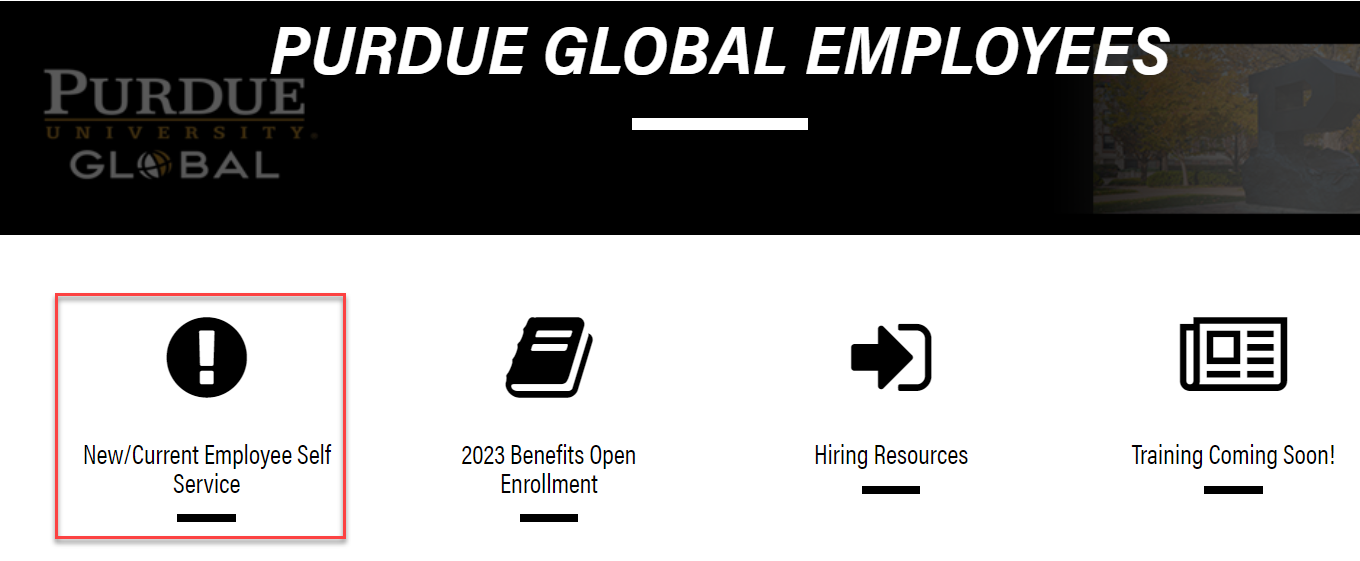 PURDUE GLOBAL EMPLOYEES
PURDUE
UNIVERSITY
GLOBAL
New/Current Employee Self
Service
2023 Benefits Open
Enrollment
Hiring Resources
Training Coming Soon!